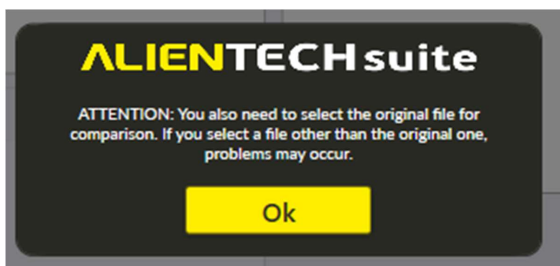 ALIENTECH suite
ATTENTION: You also need to select the original file for
comparison. If you select a file other than the original one,
problems may occur.
Ok